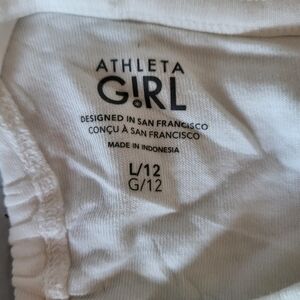 ATHLETA
G!RL
DESIGNED IN SAN FRANCISCO
CONÇU À SAN FRANCISCO
MADE IN INDONESIA
L/12
G/12